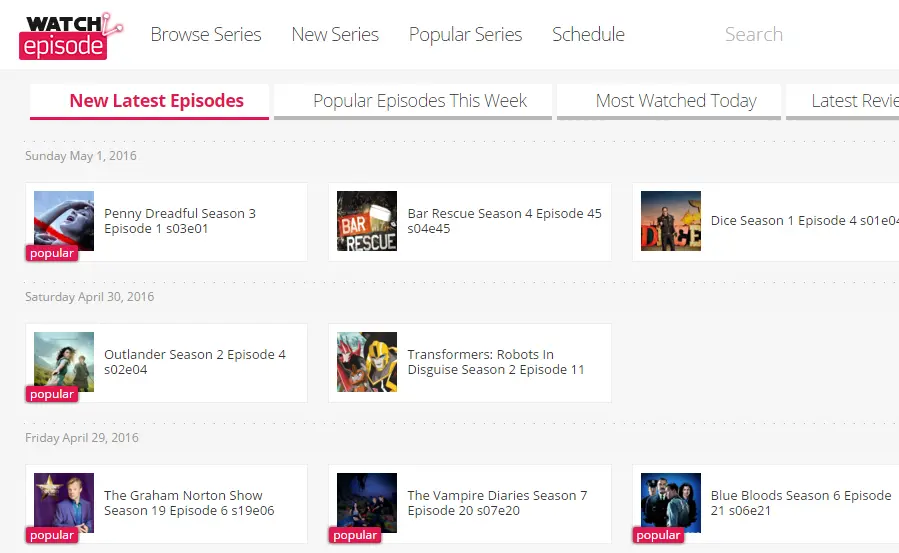 WATCH
episode
Browse Series
New Series
Popular Series
Schedule
Search
New Latest Episodes
Popular Episodes This Week
Most Watched Today
Latest Revie
Sunday May 1, 2016
popular
Penny Dreadful Season 3
Episode 1 s03e01
BAR
RESCUE
Bar Rescue Season 4 Episode 45
s04e45
DICE
Dice Season 1 Episode 4 s01e04
Saturday April 30, 2016
popular
Outlander Season 2 Episode 4
s02e04
Transformers: Robots In
Disguise Season 2 Episode 11
Friday April 29, 2016
popular
The Graham Norton Show
Season 19 Episode 6 s19e06
popular
The Vampire Diaries Season 7
Episode 20 s07e20
popular
Blue Bloods Season 6 Episode
21 s06e21